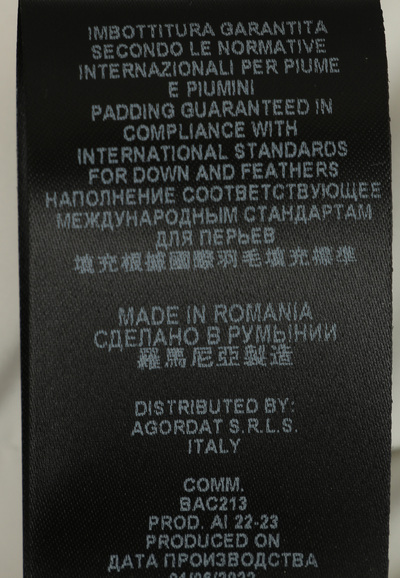 IMBOTTITURA GARANTITA
SECONDO LE NORMATIVE
INTERNAZIONALI PER PIUME
E PIUMINI
PADDING GUARANTEED IN
COMPLIANCE WITH
INTERNATIONAL STANDARDS
FOR DOWN AND FEATHERS
НАПОЛНЕНИЕ СООТВЕТСТВУЮЩЕЕ
МЕЖДУНАРОДНЫМ СТАНДАРТАМ
ДЛЯ ПЕРЬЕВ
填充根據國際羽毛填充標準
MADE IN ROMANIA
СДЕЛАНО В РУМЫНИИ
羅馬尼亞製造
DISTRIBUTED BY:
AGORDAT S.R.L.S.
ITALY
COMM.
BAC213
PROD. AI 22-23
PRODUCED ON
ДАТА ПРОИЗВОДСТВА